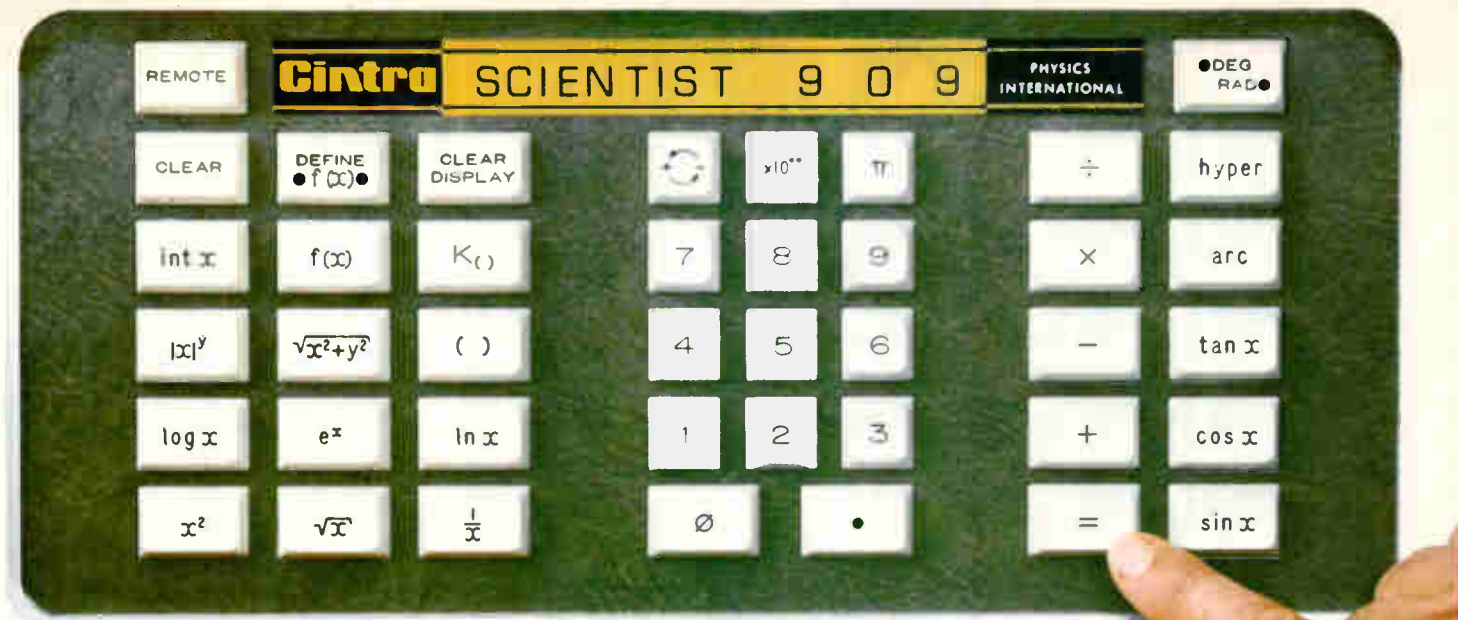 REMOTE Cintra SCIENTIST 909 PHYSICS INTERNATIONAL ●DEG RAD●
CLEAR DEFINE ●f(x)● CLEAR DISPLAY x10** π ÷ hyper
int x f(x) K( ) 7 8 9 × arc
|x|ʸ √x²+y² ( ) 4 5 6 − tan x
log x eˣ ln x 1 2 3 + cos x
x² √x 1/x Ø • = sin x